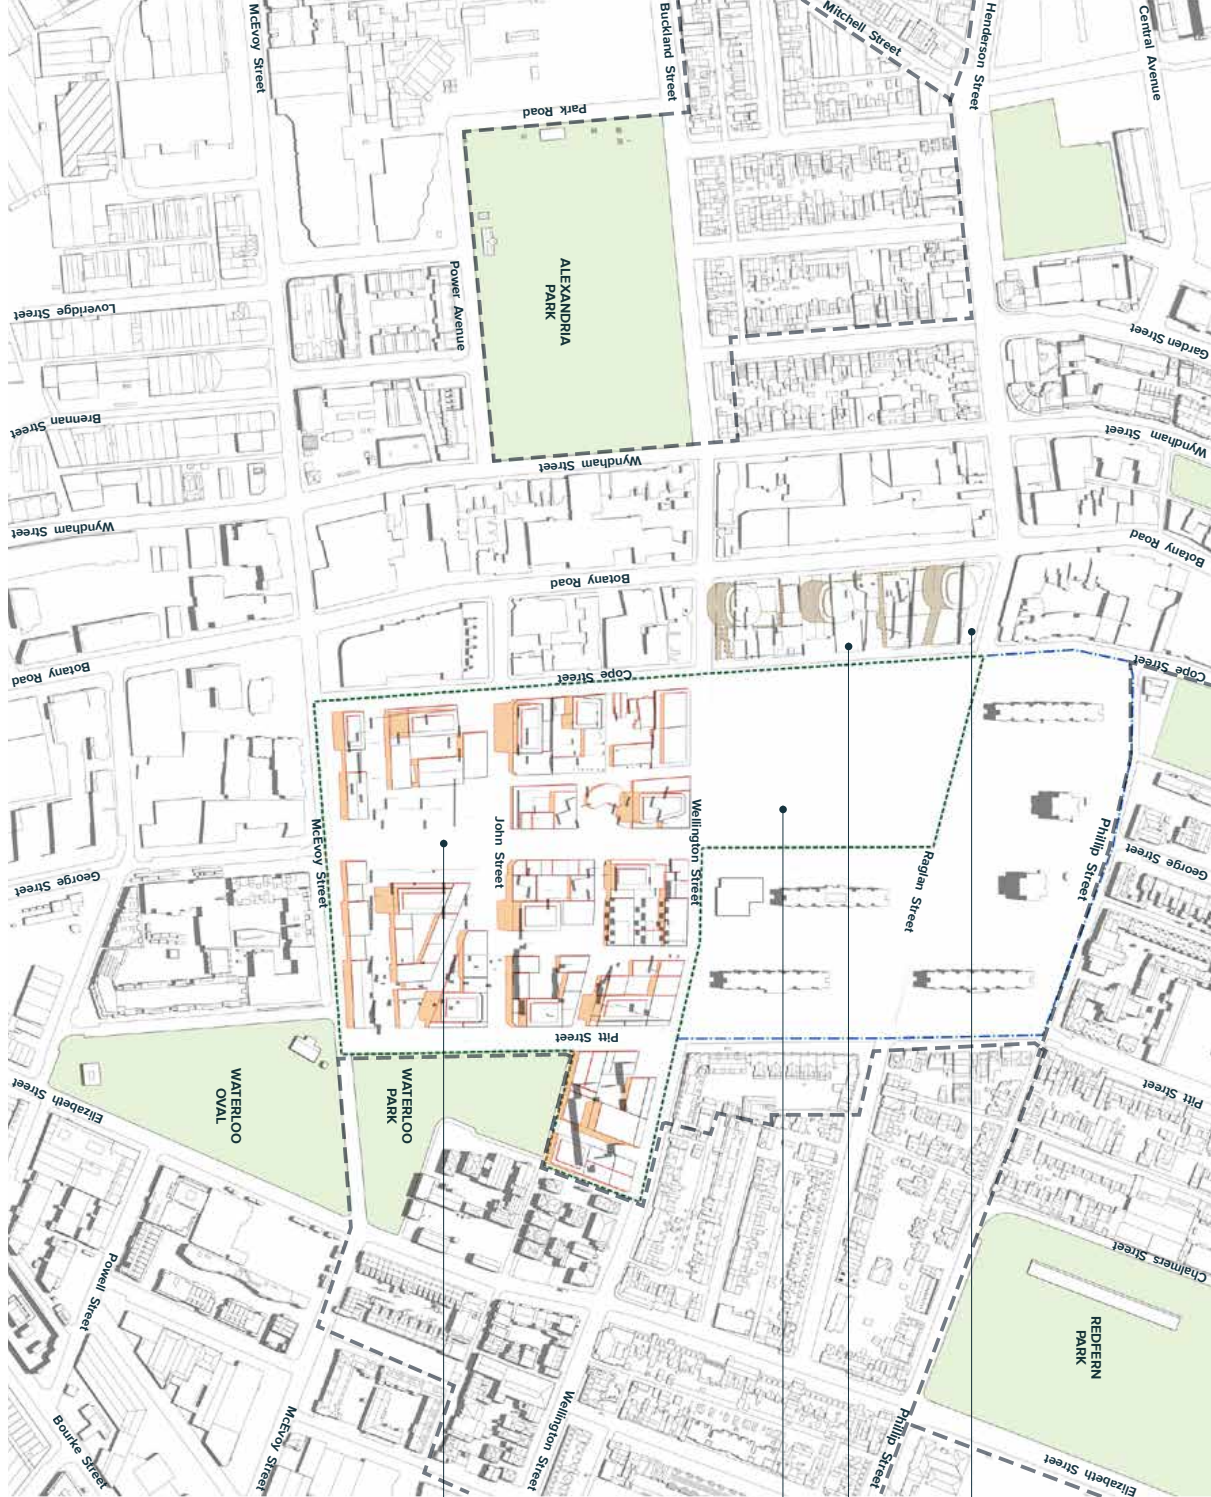 McEvoy Street
Buckland Street
Mitchell Street
Henderson Street
Central Avenue
Park Road
ALEXANDRIA
PARK
Power Avenue
Loveridge Street
Garden Street
Brennan Street
Wyndham Street
Wyndham Street
Wyndham Street
Botany Road
Botany Road
Botany Road
Cope Street
Cope Street
McEvoy Street
John Street
Wellington Street
Raglan Street
Phillip Street
George Street
George Street
Pitt Street
Pitt Street
WATERLOO
OVAL
WATERLOO
PARK
Elizabeth Street
Chalmers Street
Powell Street
REDFERN
PARK
Bourke Street
McEvoy Street
Wellington Street
Phillip Street
Elizabeth Street